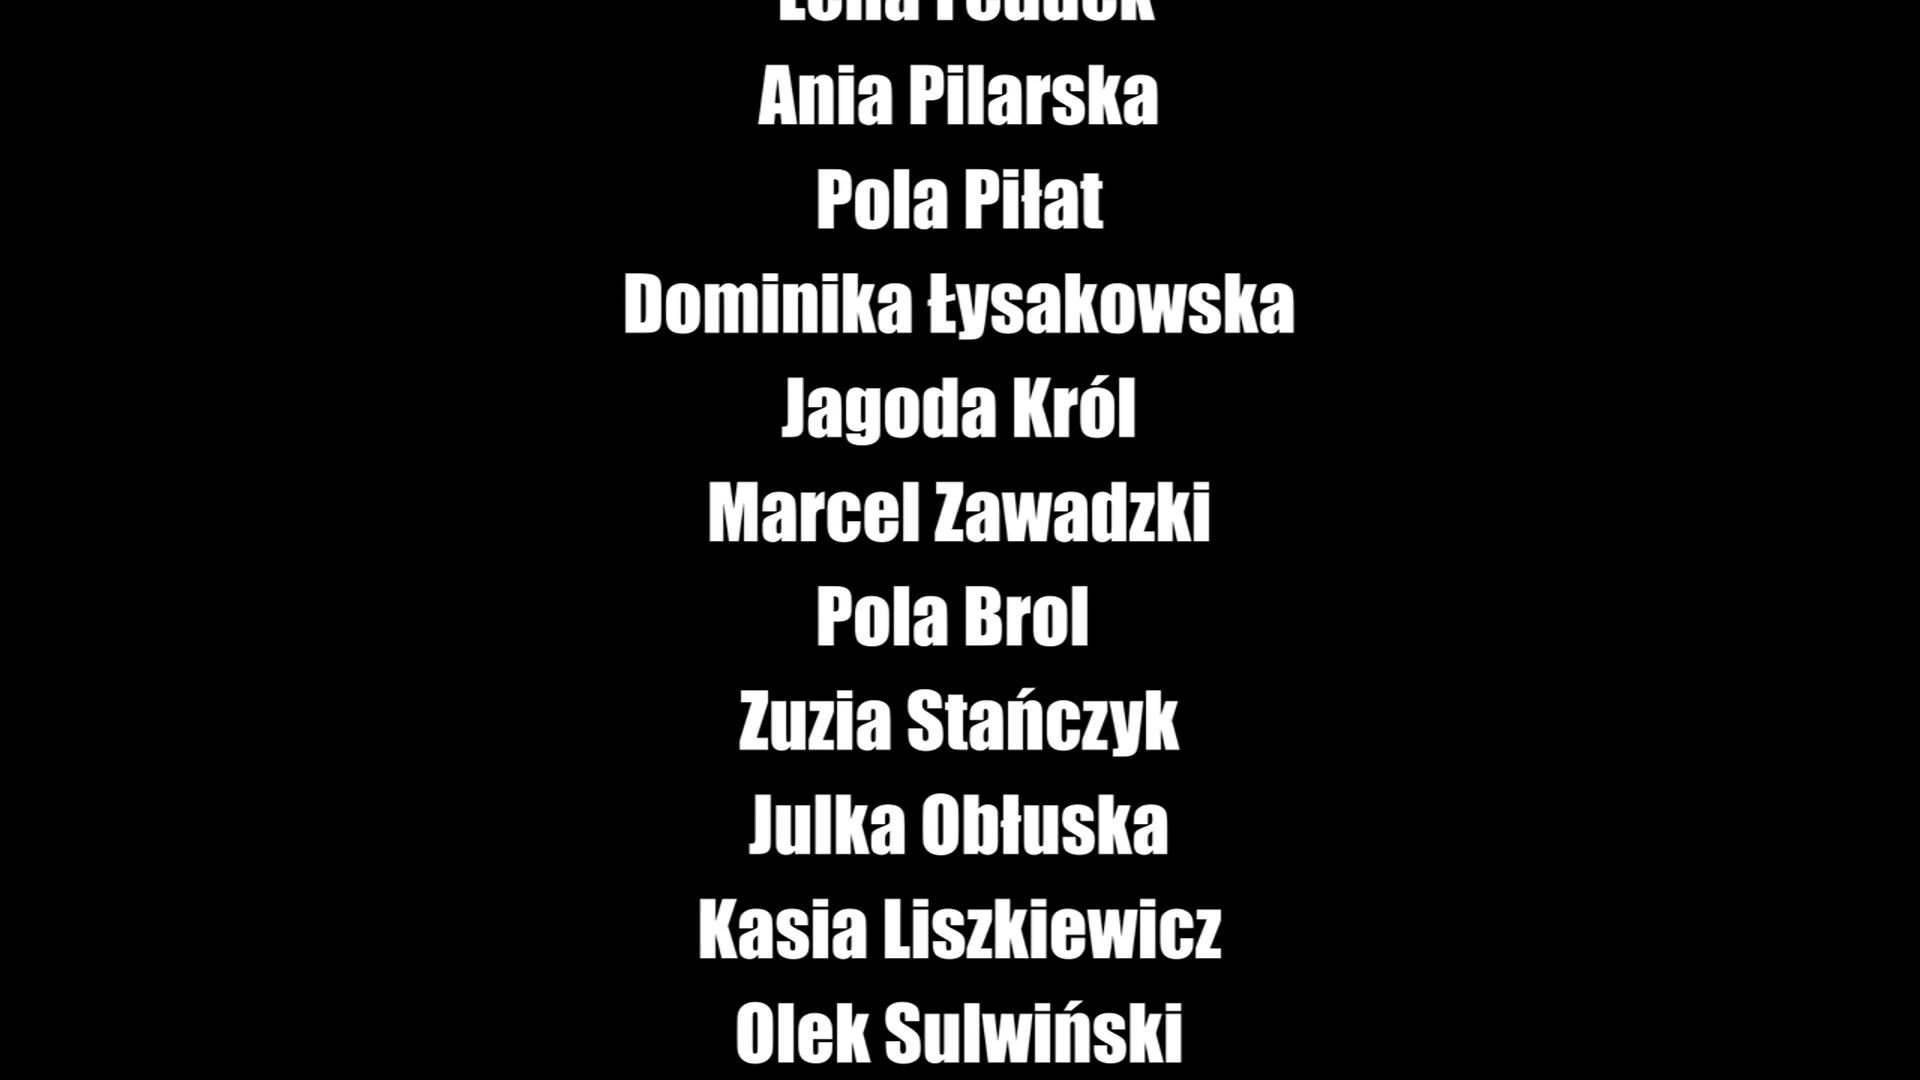 Ania Pilarska
Pola Piłat
Dominika Łysakowska
Jagoda Król
Marcel Zawadzki
Pola Brol
Zuzia Stańczyk
Julka Obłuska
Kasia Liszkiewicz
Olek Sulwiński